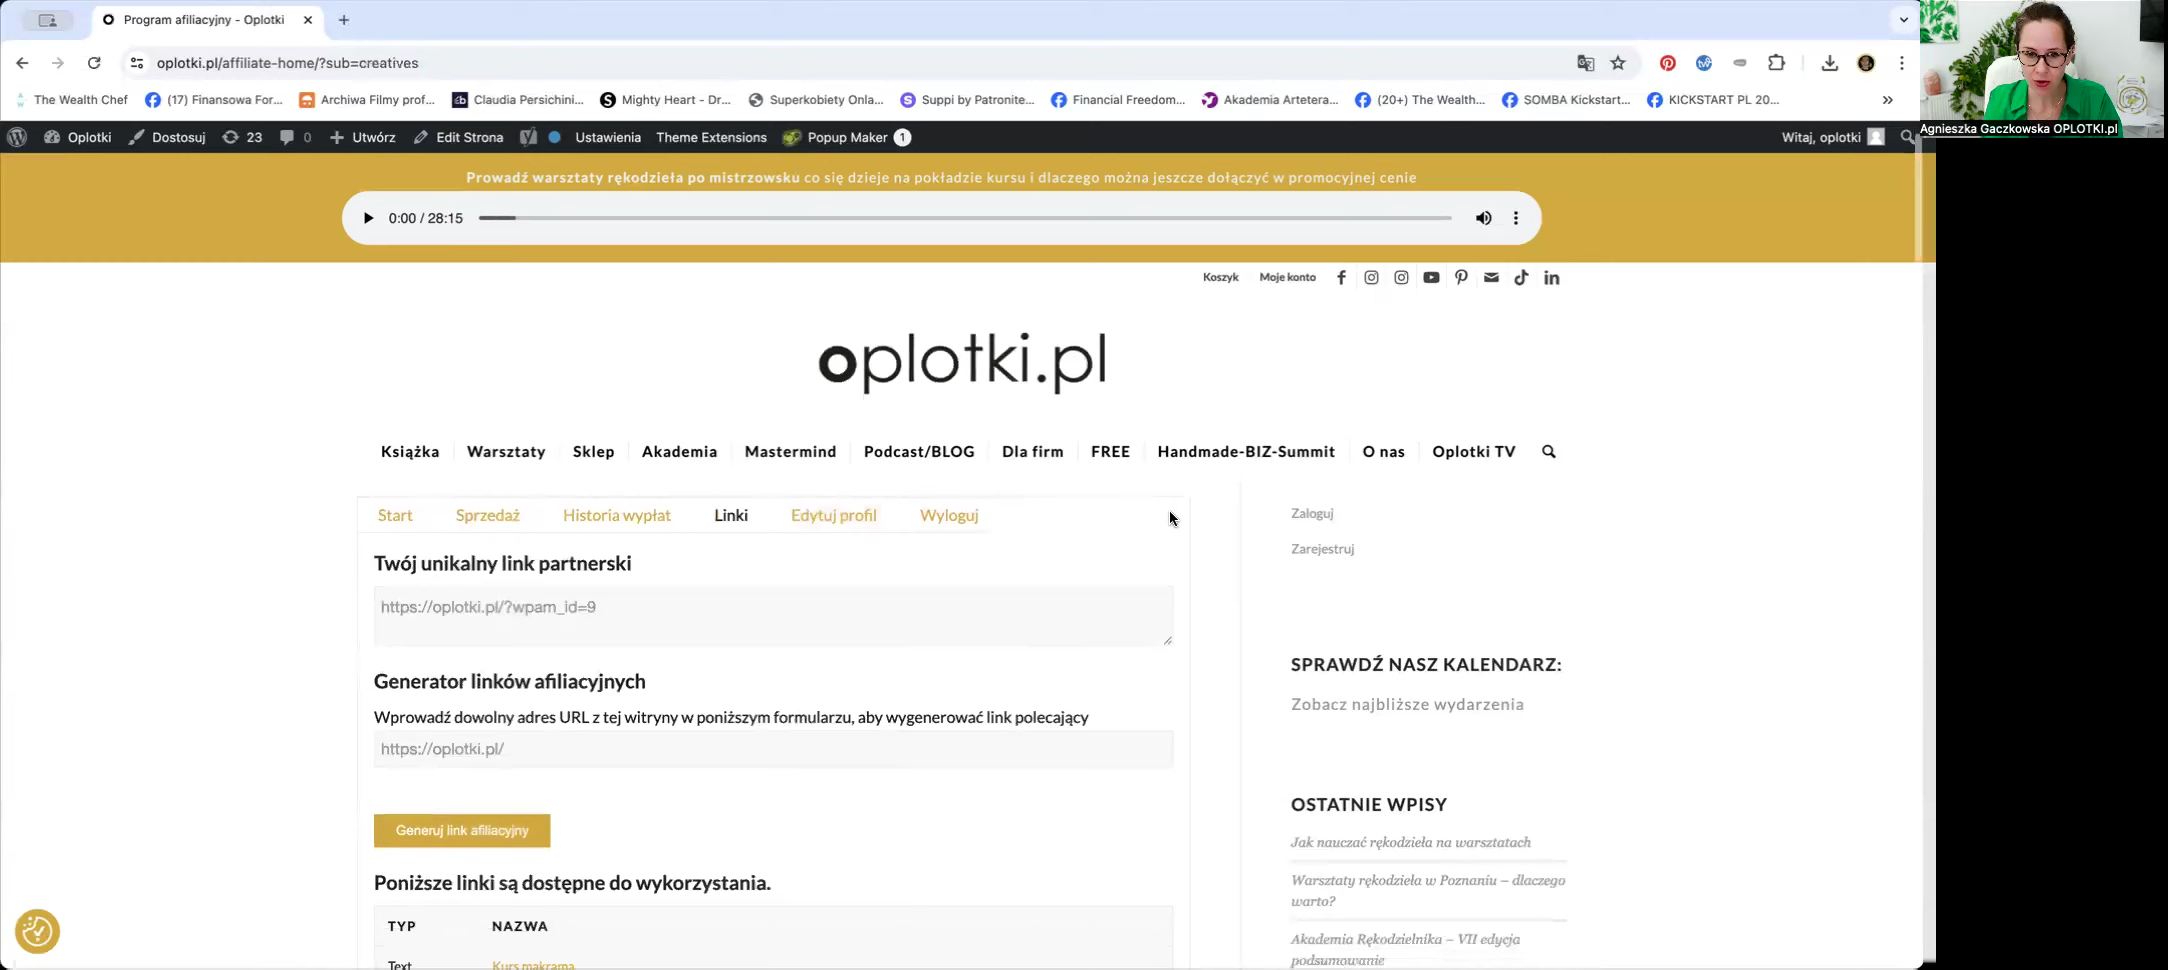 Program afiliacyjny - Oplotki
oplotki.pl/affiliate-home/?sub=creatives
The Wealth Chef
(17) Finansowa For...
Archiwa Filmy prof...
Claudia Persichini...
Mighty Heart - Dr...
Superkobiety Onla...
Suppi by Patronite...
Financial Freedom...
Akademia Artetera...
(20+) The Wealth...
SOMBA Kickstart...
KICKSTART PL 20...
Agnieszka Gaczkowska OPLOTKI.pl
Oplotki
Dostosuj
23
0
Utwórz
Edit Strona
Ustawienia
Theme Extensions
Popup Maker
1
Witaj, oplotki
Prowadź warsztaty rękodzieła po mistrzowsku co się dzieje na pokładzie kursu i dlaczego można jeszcze dołączyć w promocyjnej cenie
0:00 / 28:15
Koszyk
Moje konto
oplotki.pl
Książka
Warsztaty
Sklep
Akademia
Mastermind
Podcast/BLOG
Dla firm
FREE
Handmade-BIZ-Summit
O nas
Oplotki TV
Start
Sprzedaż
Historia wypłat
Linki
Edytuj profil
Wyloguj
Twój unikalny link partnerski
https://oplotki.pl/?wpam_id=9
Generator linków afiliacyjnych
Wprowadź dowolny adres URL z tej witryny w poniższym formularzu, aby wygenerować link polecający
https://oplotki.pl/
Generuj link afiliacyjny
Poniższe linki są dostępne do wykorzystania.
TYP
NAZWA
Text
Kurs makrama
Zaloguj
Zarejestruj
SPRAWDŹ NASZ KALENDARZ:
Zobacz najbliższe wydarzenia
OSTATNIE WPISY
Jak nauczać rękodzieła na warsztatach
Warsztaty rękodzieła w Poznaniu – dlaczego
warto?
Akademia Rękodzielnika – VII edycja
podsumowanie